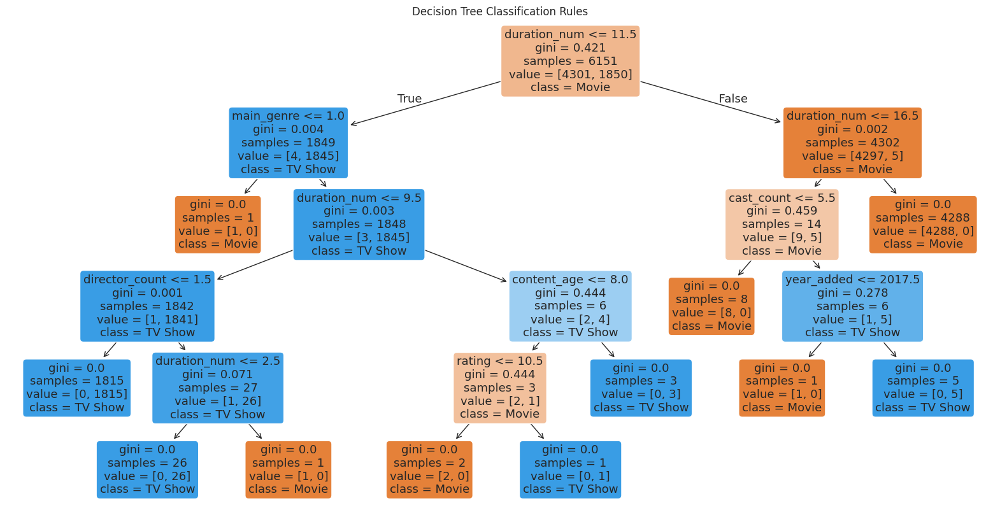 Decision Tree Classification Rules
duration_num <= 11.5
gini = 0.421
samples = 6151
value = [4301, 1850]
class = Movie
True
False
main_genre <= 1.0
gini = 0.004
samples = 1849
value = [4, 1845]
class = TV Show
duration_num <= 16.5
gini = 0.002
samples = 4302
value = [4297, 5]
class = Movie
gini = 0.0
samples = 1
value = [1, 0]
class = Movie
duration_num <= 9.5
gini = 0.003
samples = 1848
value = [3, 1845]
class = TV Show
cast_count <= 5.5
gini = 0.459
samples = 14
value = [9, 5]
class = Movie
gini = 0.0
samples = 4288
value = [4288, 0]
class = Movie
director_count <= 1.5
gini = 0.001
samples = 1842
value = [1, 1841]
class = TV Show
content_age <= 8.0
gini = 0.444
samples = 6
value = [2, 4]
class = TV Show
gini = 0.0
samples = 8
value = [8, 0]
class = Movie
year_added <= 2017.5
gini = 0.278
samples = 6
value = [1, 5]
class = TV Show
gini = 0.0
samples = 1815
value = [0, 1815]
class = TV Show
duration_num <= 2.5
gini = 0.071
samples = 27
value = [1, 26]
class = TV Show
rating <= 10.5
gini = 0.444
samples = 3
value = [2, 1]
class = Movie
gini = 0.0
samples = 3
value = [0, 3]
class = TV Show
gini = 0.0
samples = 1
value = [1, 0]
class = Movie
gini = 0.0
samples = 5
value = [0, 5]
class = TV Show
gini = 0.0
samples = 26
value = [0, 26]
class = TV Show
gini = 0.0
samples = 1
value = [1, 0]
class = Movie
gini = 0.0
samples = 2
value = [2, 0]
class = Movie
gini = 0.0
samples = 1
value = [0, 1]
class = TV Show